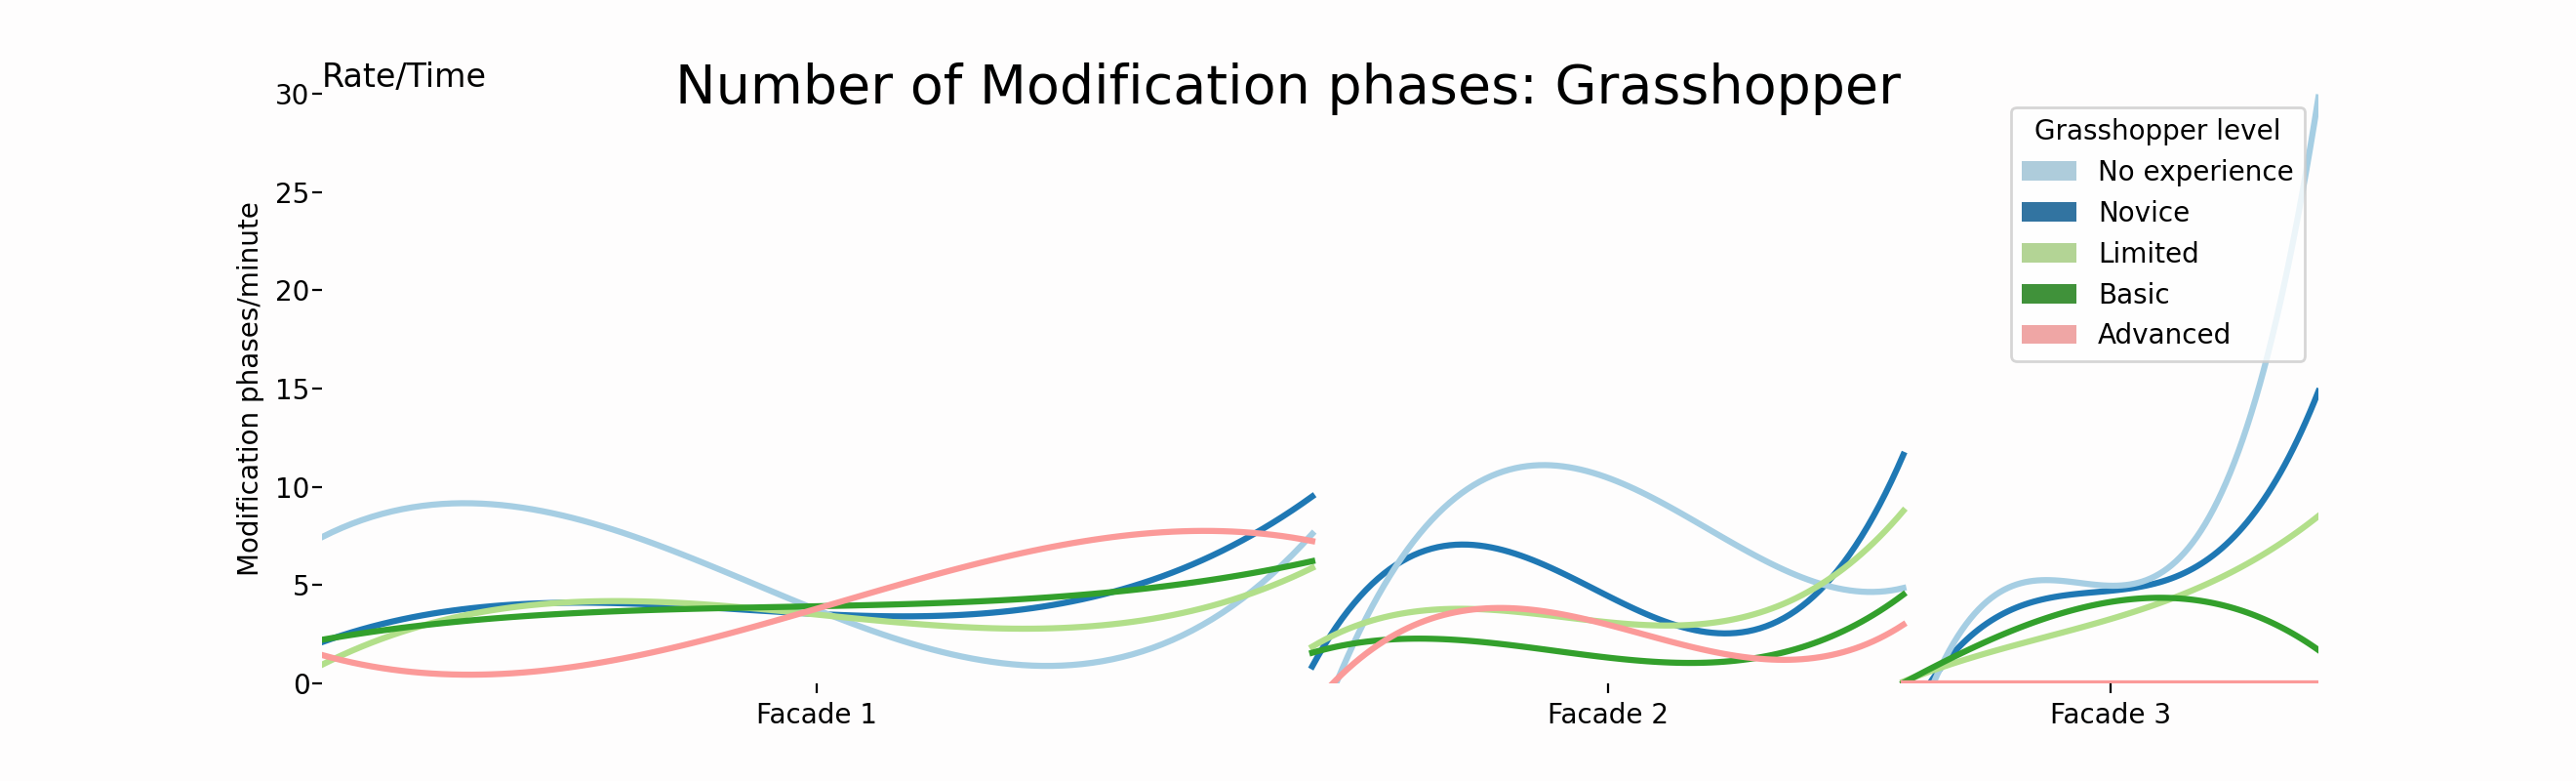 Rate/Time
Number of Modification phases: Grasshopper
Modification phases/minute
30
25
20
15
10
5
0
Grasshopper level
No experience
Novice
Limited
Basic
Advanced
Facade 1
Facade 2
Facade 3